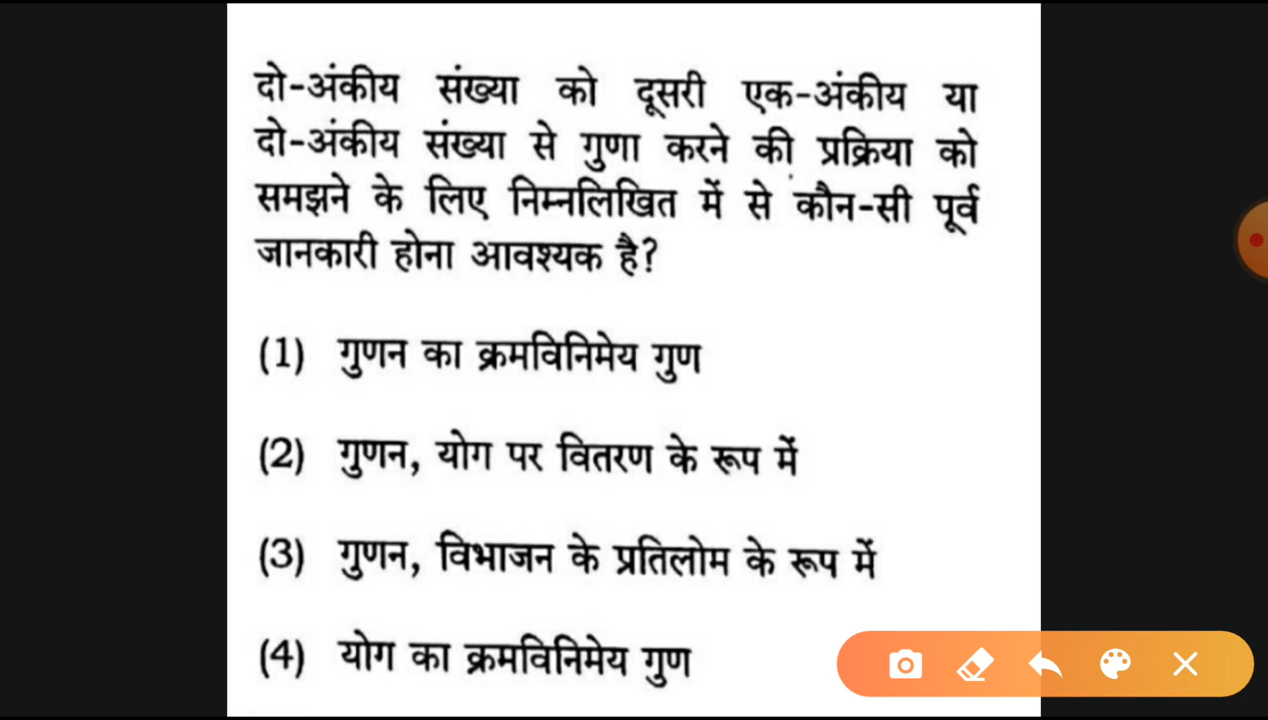 दो-अंकीय संख्या को दूसरी एक-अंकीय या
दो-अंकीय संख्या से गुणा करने की प्रक्रिया को
समझने के लिए निम्नलिखित में से कौन-सी पूर्व
जानकारी होना आवश्यक है?
(1) गुणन का क्रमविनिमेय गुण
(2) गुणन, योग पर वितरण के रूप में
(3) गुणन, विभाजन के प्रतिलोम के रूप में
(4) योग का क्रमविनिमेय गुण